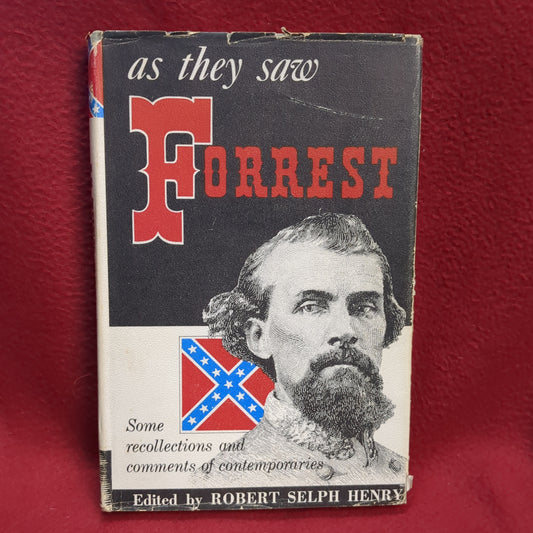 as they saw
FORREST
Some
recollections and
comments of contemporaries
Edited by ROBERT SELPH HENRY